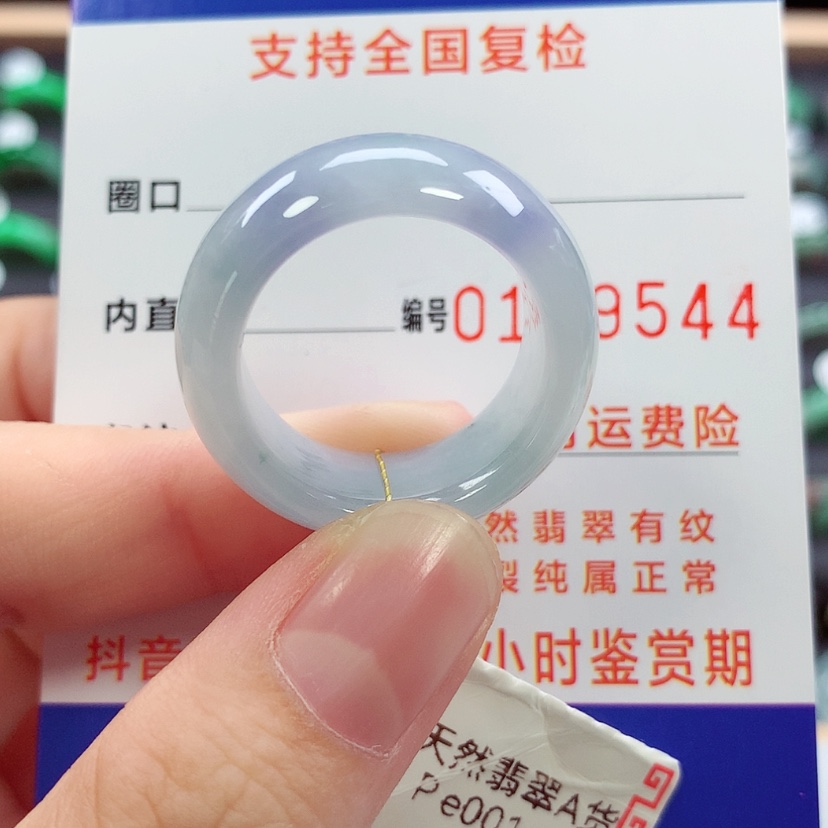 支持全国复检
圈口
内直
编号 01 9544
运费险
然翡翠有纹
裂纯属正常
抖音 小时鉴赏期
天然翡翠A货
Pe001